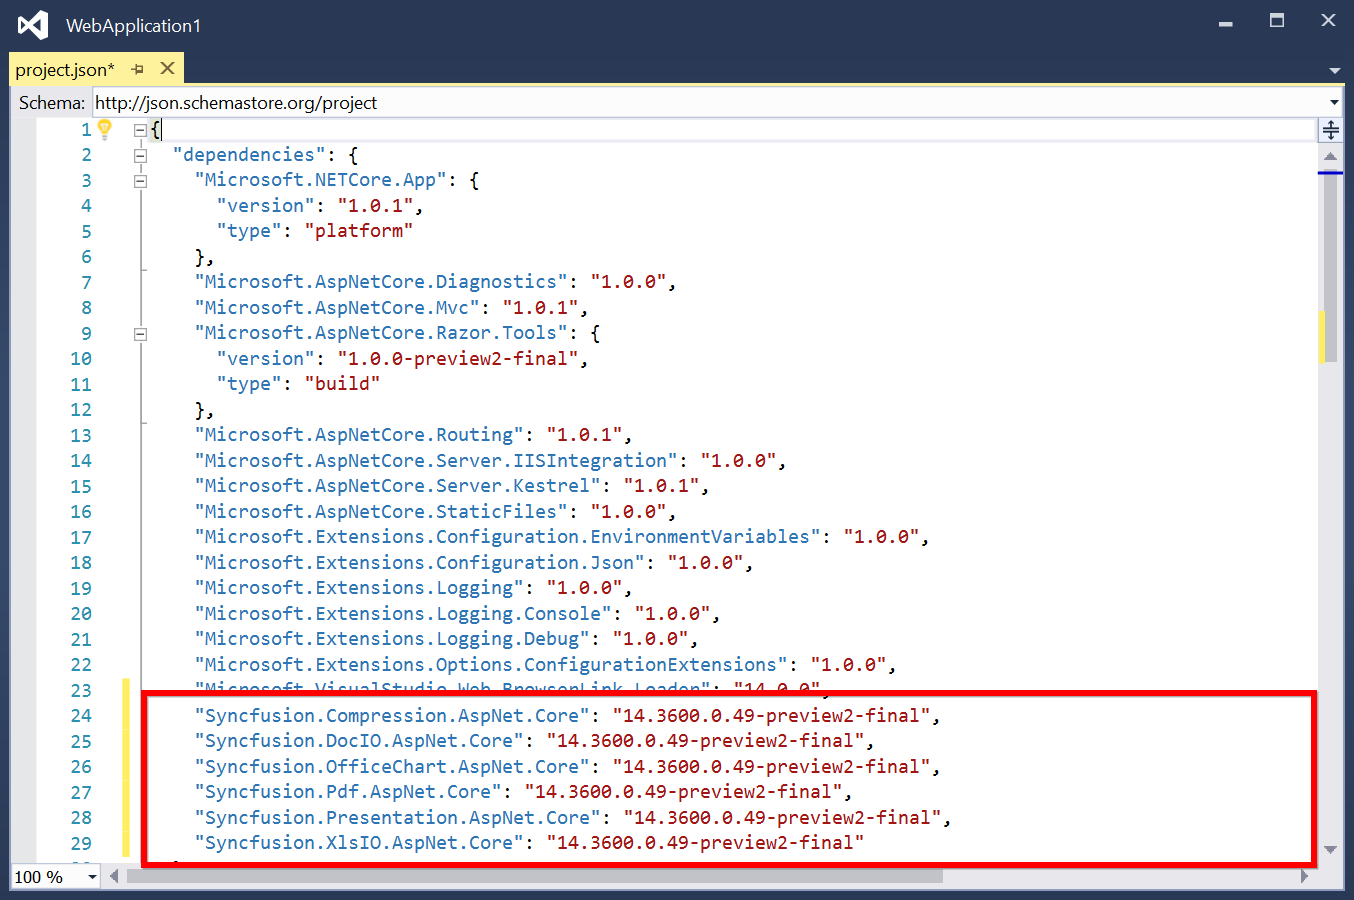 WebApplication1
project.json*
Schema: http://json.schemastore.org/project
1 {
2 "dependencies": {
3 "Microsoft.NETCore.App": {
4 "version": "1.0.1",
5 "type": "platform"
6 },
7 "Microsoft.AspNetCore.Diagnostics": "1.0.0",
8 "Microsoft.AspNetCore.Mvc": "1.0.1",
9 "Microsoft.AspNetCore.Razor.Tools": {
10 "version": "1.0.0-preview2-final",
11 "type": "build"
12 },
13 "Microsoft.AspNetCore.Routing": "1.0.1",
14 "Microsoft.AspNetCore.Server.IISIntegration": "1.0.0",
15 "Microsoft.AspNetCore.Server.Kestrel": "1.0.1",
16 "Microsoft.AspNetCore.StaticFiles": "1.0.0",
17 "Microsoft.Extensions.Configuration.EnvironmentVariables": "1.0.0",
18 "Microsoft.Extensions.Configuration.Json": "1.0.0",
19 "Microsoft.Extensions.Logging": "1.0.0",
20 "Microsoft.Extensions.Logging.Console": "1.0.0",
21 "Microsoft.Extensions.Logging.Debug": "1.0.0",
22 "Microsoft.Extensions.Options.ConfigurationExtensions": "1.0.0",
23 "Microsoft.VisualStudio.Web.BrowserLink.Loader": "14.0.0",
24 "Syncfusion.Compression.AspNet.Core": "14.3600.0.49-preview2-final",
25 "Syncfusion.DocIO.AspNet.Core": "14.3600.0.49-preview2-final",
26 "Syncfusion.OfficeChart.AspNet.Core": "14.3600.0.49-preview2-final",
27 "Syncfusion.Pdf.AspNet.Core": "14.3600.0.49-preview2-final",
28 "Syncfusion.Presentation.AspNet.Core": "14.3600.0.49-preview2-final",
29 "Syncfusion.XlsIO.AspNet.Core": "14.3600.0.49-preview2-final"
100 %